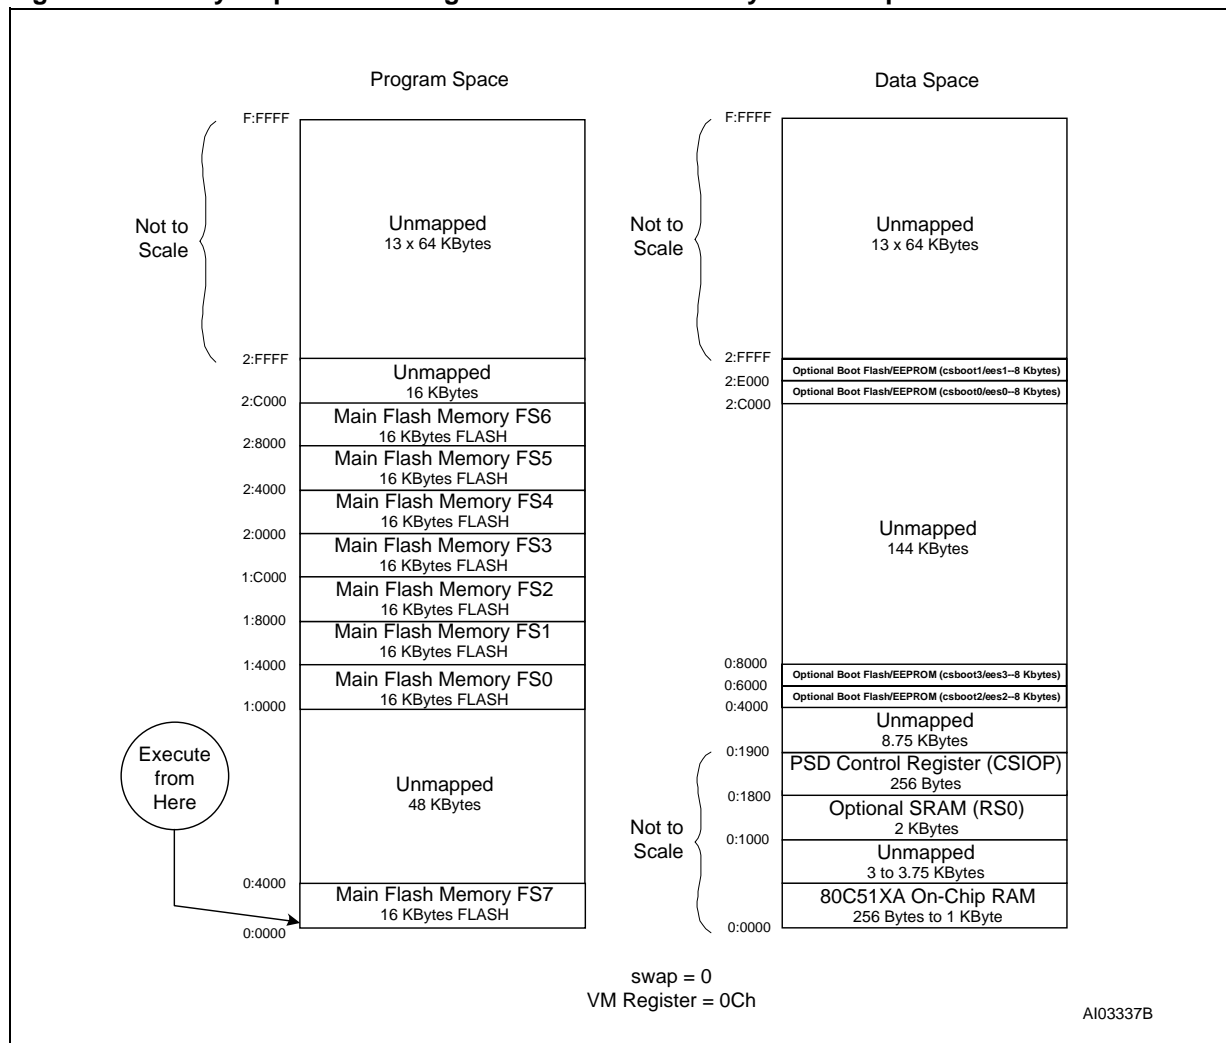 Program Space
F:FFFF
Not to
Scale
Unmapped
13 x 64 KBytes
2:FFFF
Unmapped
16 KBytes
2:C000
Main Flash Memory FS6
16 KBytes FLASH
2:8000
Main Flash Memory FS5
16 KBytes FLASH
2:4000
Main Flash Memory FS4
16 KBytes FLASH
2:0000
Main Flash Memory FS3
16 KBytes FLASH
1:C000
Main Flash Memory FS2
16 KBytes FLASH
1:8000
Main Flash Memory FS1
16 KBytes FLASH
1:4000
Main Flash Memory FS0
16 KBytes FLASH
1:0000
Execute
from
Here
Unmapped
48 KBytes
0:4000
Main Flash Memory FS7
16 KBytes FLASH
0:0000
Data Space
F:FFFF
Not to
Scale
Unmapped
13 x 64 KBytes
2:FFFF
Optional Boot Flash/EEPROM (csboot1/ees1--8 Kbytes)
2:E000
Optional Boot Flash/EEPROM (csboot0/ees0--8 Kbytes)
2:C000
Unmapped
144 KBytes
0:8000
Optional Boot Flash/EEPROM (csboot3/ees3--8 Kbytes)
0:6000
Optional Boot Flash/EEPROM (csboot2/ees2--8 Kbytes)
0:4000
Unmapped
8.75 KBytes
0:1900
PSD Control Register (CSIOP)
256 Bytes
0:1800
Optional SRAM (RS0)
2 KBytes
Not to
Scale
0:1000
Unmapped
3 to 3.75 KBytes
80C51XA On-Chip RAM
256 Bytes to 1 KByte
0:0000
swap = 0
VM Register = 0Ch
AI03337B